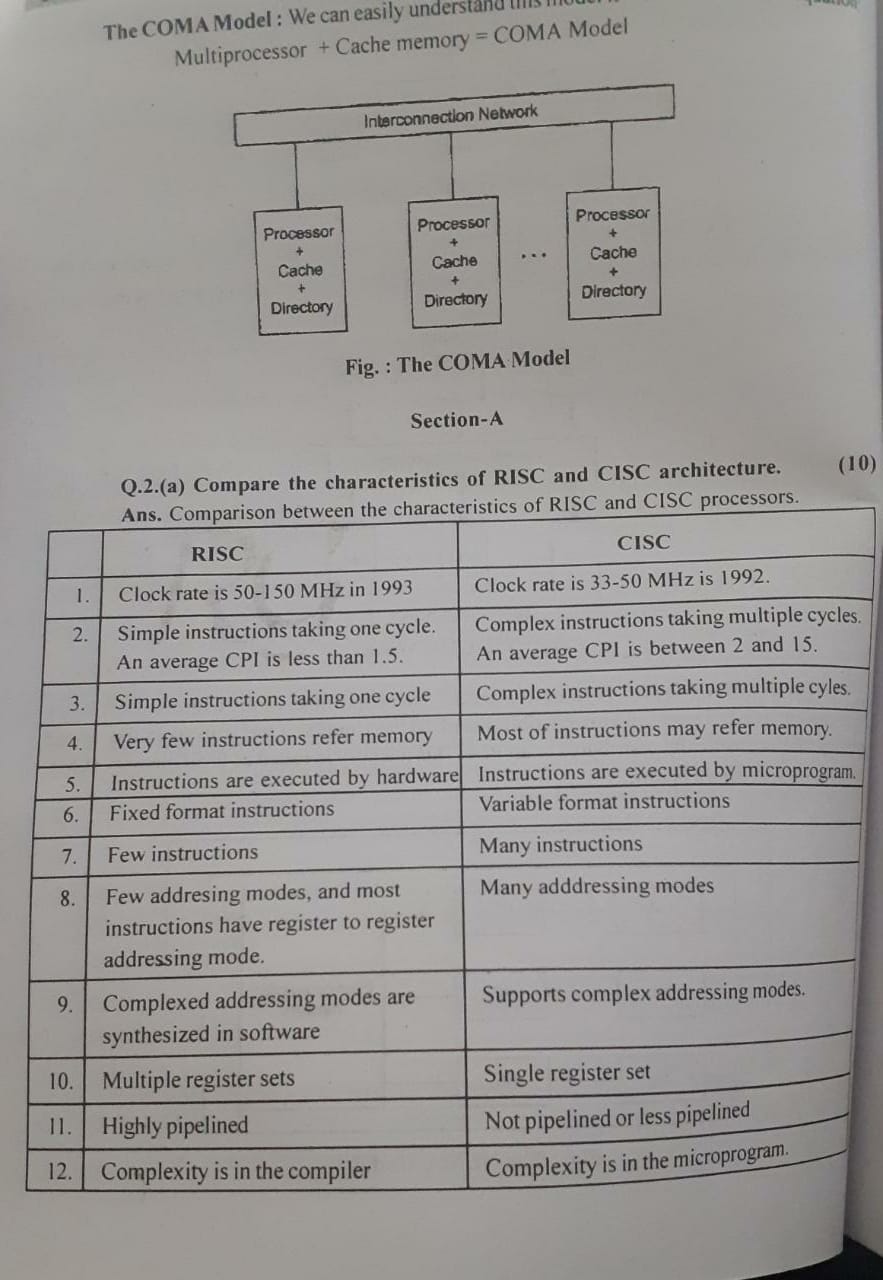 The COMA Model : We can easily understand
Multiprocessor + Cache memory = COMA Model
Interconnection Network
Processor
+
Cache
+
Directory
Processor
+
Cache
+
Directory
...
Processor
+
Cache
+
Directory
Fig. : The COMA Model
Section-A
Q.2.(a) Compare the characteristics of RISC and CISC architecture. (10)
Ans. Comparison between the characteristics of RISC and CISC processors.
RISC CISC
1. Clock rate is 50-150 MHz in 1993 Clock rate is 33-50 MHz is 1992.
2. Simple instructions taking one cycle. Complex instructions taking multiple cycles.
An average CPI is less than 1.5. An average CPI is between 2 and 15.
3. Simple instructions taking one cycle Complex instructions taking multiple cyles.
4. Very few instructions refer memory Most of instructions may refer memory.
5. Instructions are executed by hardware Instructions are executed by microprogram.
6. Fixed format instructions Variable format instructions
7. Few instructions Many instructions
8. Few addresing modes, and most Many adddressing modes
instructions have register to register
addressing mode.
9. Complexed addressing modes are Supports complex addressing modes.
synthesized in software
10. Multiple register sets Single register set
11. Highly pipelined Not pipelined or less pipelined
12. Complexity is in the compiler Complexity is in the microprogram.